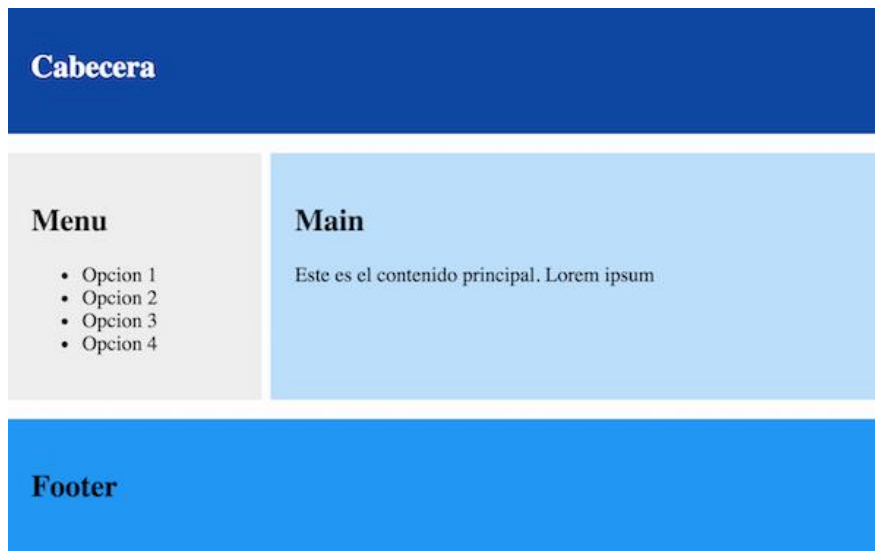 Cabecera
Menu
Opcion 1
Opcion 2
Opcion 3
Opcion 4
Main
Este es el contenido principal. Lorem ipsum
Footer